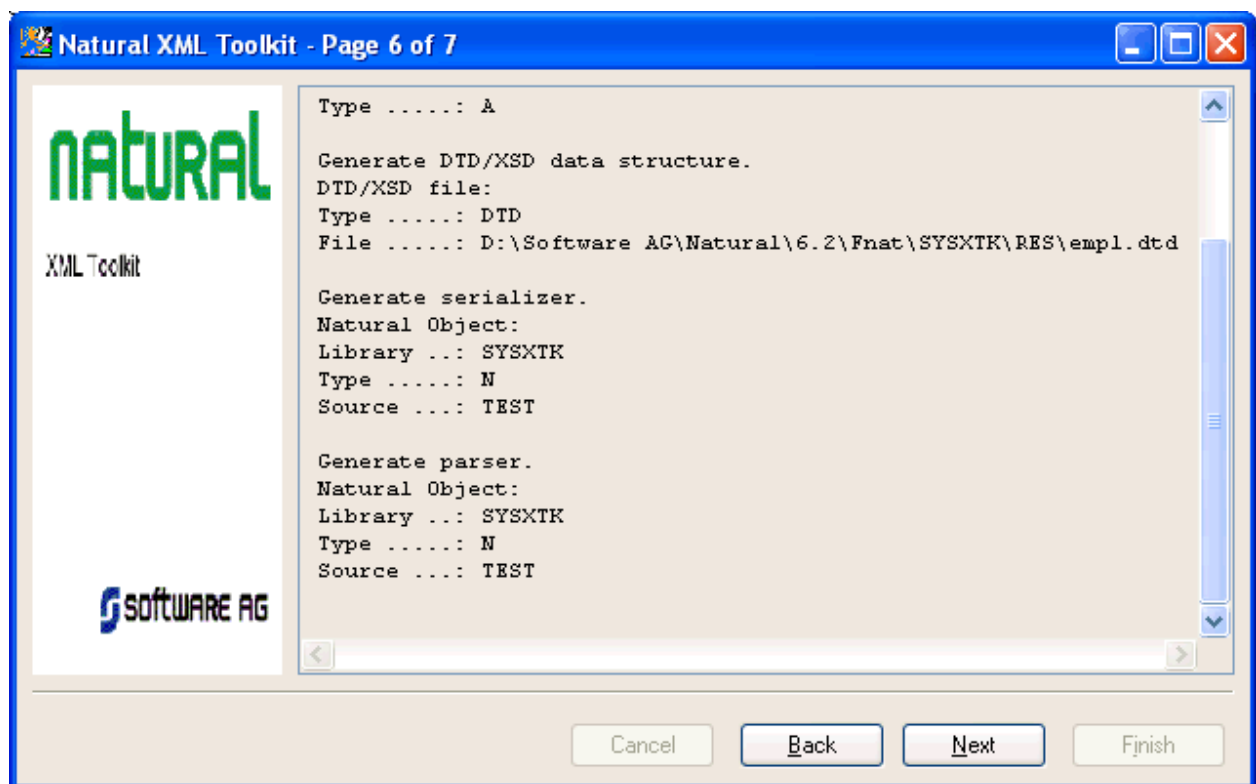 Natural XML Toolkit - Page 6 of 7
natural
XML Toolkit
software AG
Type .....: A
Generate DTD/XSD data structure.
DTD/XSD file:
Type .....: DTD
File .....: D:\Software AG\Natural\6.2\Fnat\SYSXTK\RES\empl.dtd
Generate serializer.
Natural Object:
Library ..: SYSXTK
Type .....: N
Source ...: TEST
Generate parser.
Natural Object:
Library ..: SYSXTK
Type .....: N
Source ...: TEST
Cancel
Back
Next
Finish